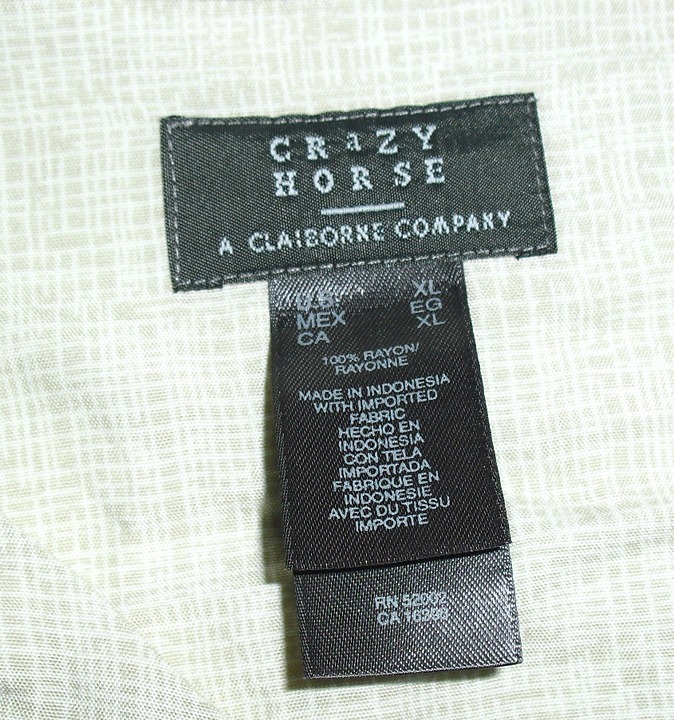 CRaZY
HORSE
A CLAIBORNE COMPANY
U.S. XL
MEX EG
CA XL
100% RAYON/
RAYONNE
MADE IN INDONESIA
WITH IMPORTED
FABRIC
HECHO EN
INDONESIA
CON TELA
IMPORTADA
FABRIQUE EN
INDONESIE
AVEC DU TISSU
IMPORTE
RN 52002
CA